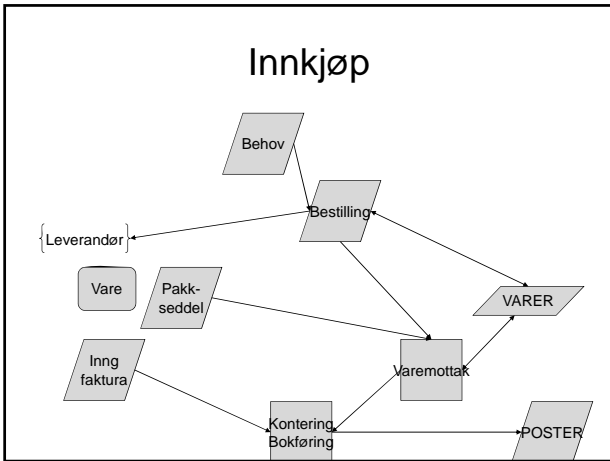 Innkjøp
Behov
Bestilling
Leverandør
Vare
Pakk-
seddel
VARER
Inng
faktura
Varemottak
Kontering
Bokføring
POSTER